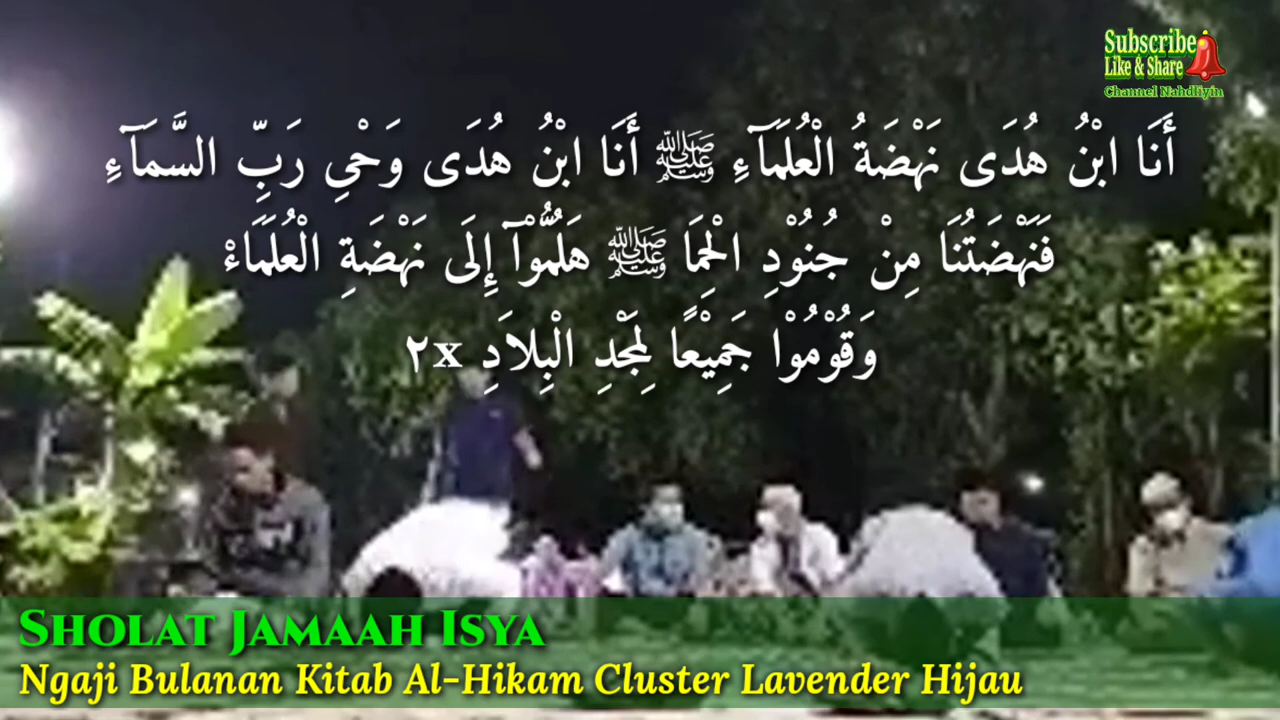 Subscribe
Like & Share
Channel Nahdliyin
أَنَا ابْنُ هُدَى نَهْضَةُ الْعُلَمَآءِ ﷺ أَنَا ابْنُ هُدَى وَحْيِ رَبِّ السَّمَآءِ
فَنَهْضَتُنَا مِنْ جُنُوْدِ الْحِمَا ﷺ هَلُمُّوْآ إِلَى نَهْضَةِ الْعُلَمَاءْ
وَقُوْمُوْا جَمِيْعًا لِمَجْدِ الْبِلاَدِ ٢x
Sholat Jamaah Isya
Ngaji Bulanan Kitab Al-Hikam Cluster Lavender Hijau